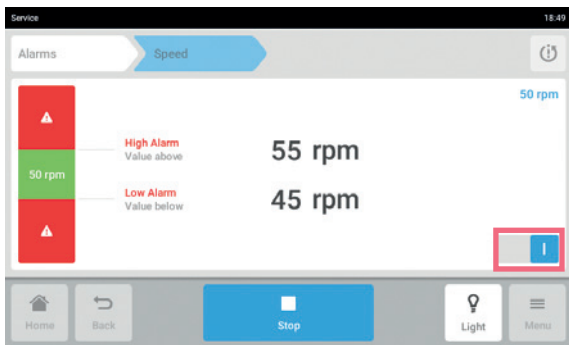 Service 18:49
Alarms Speed
50 rpm
High Alarm
Value above 55 rpm
50 rpm
Low Alarm
Value below 45 rpm
I
Home Back Stop Light Menu